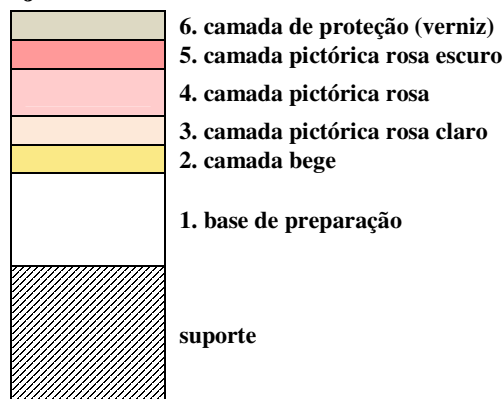 6. camada de proteção (verniz)
5. camada pictórica rosa escuro
4. camada pictórica rosa
3. camada pictórica rosa claro
2. camada bege
1. base de preparação
suporte